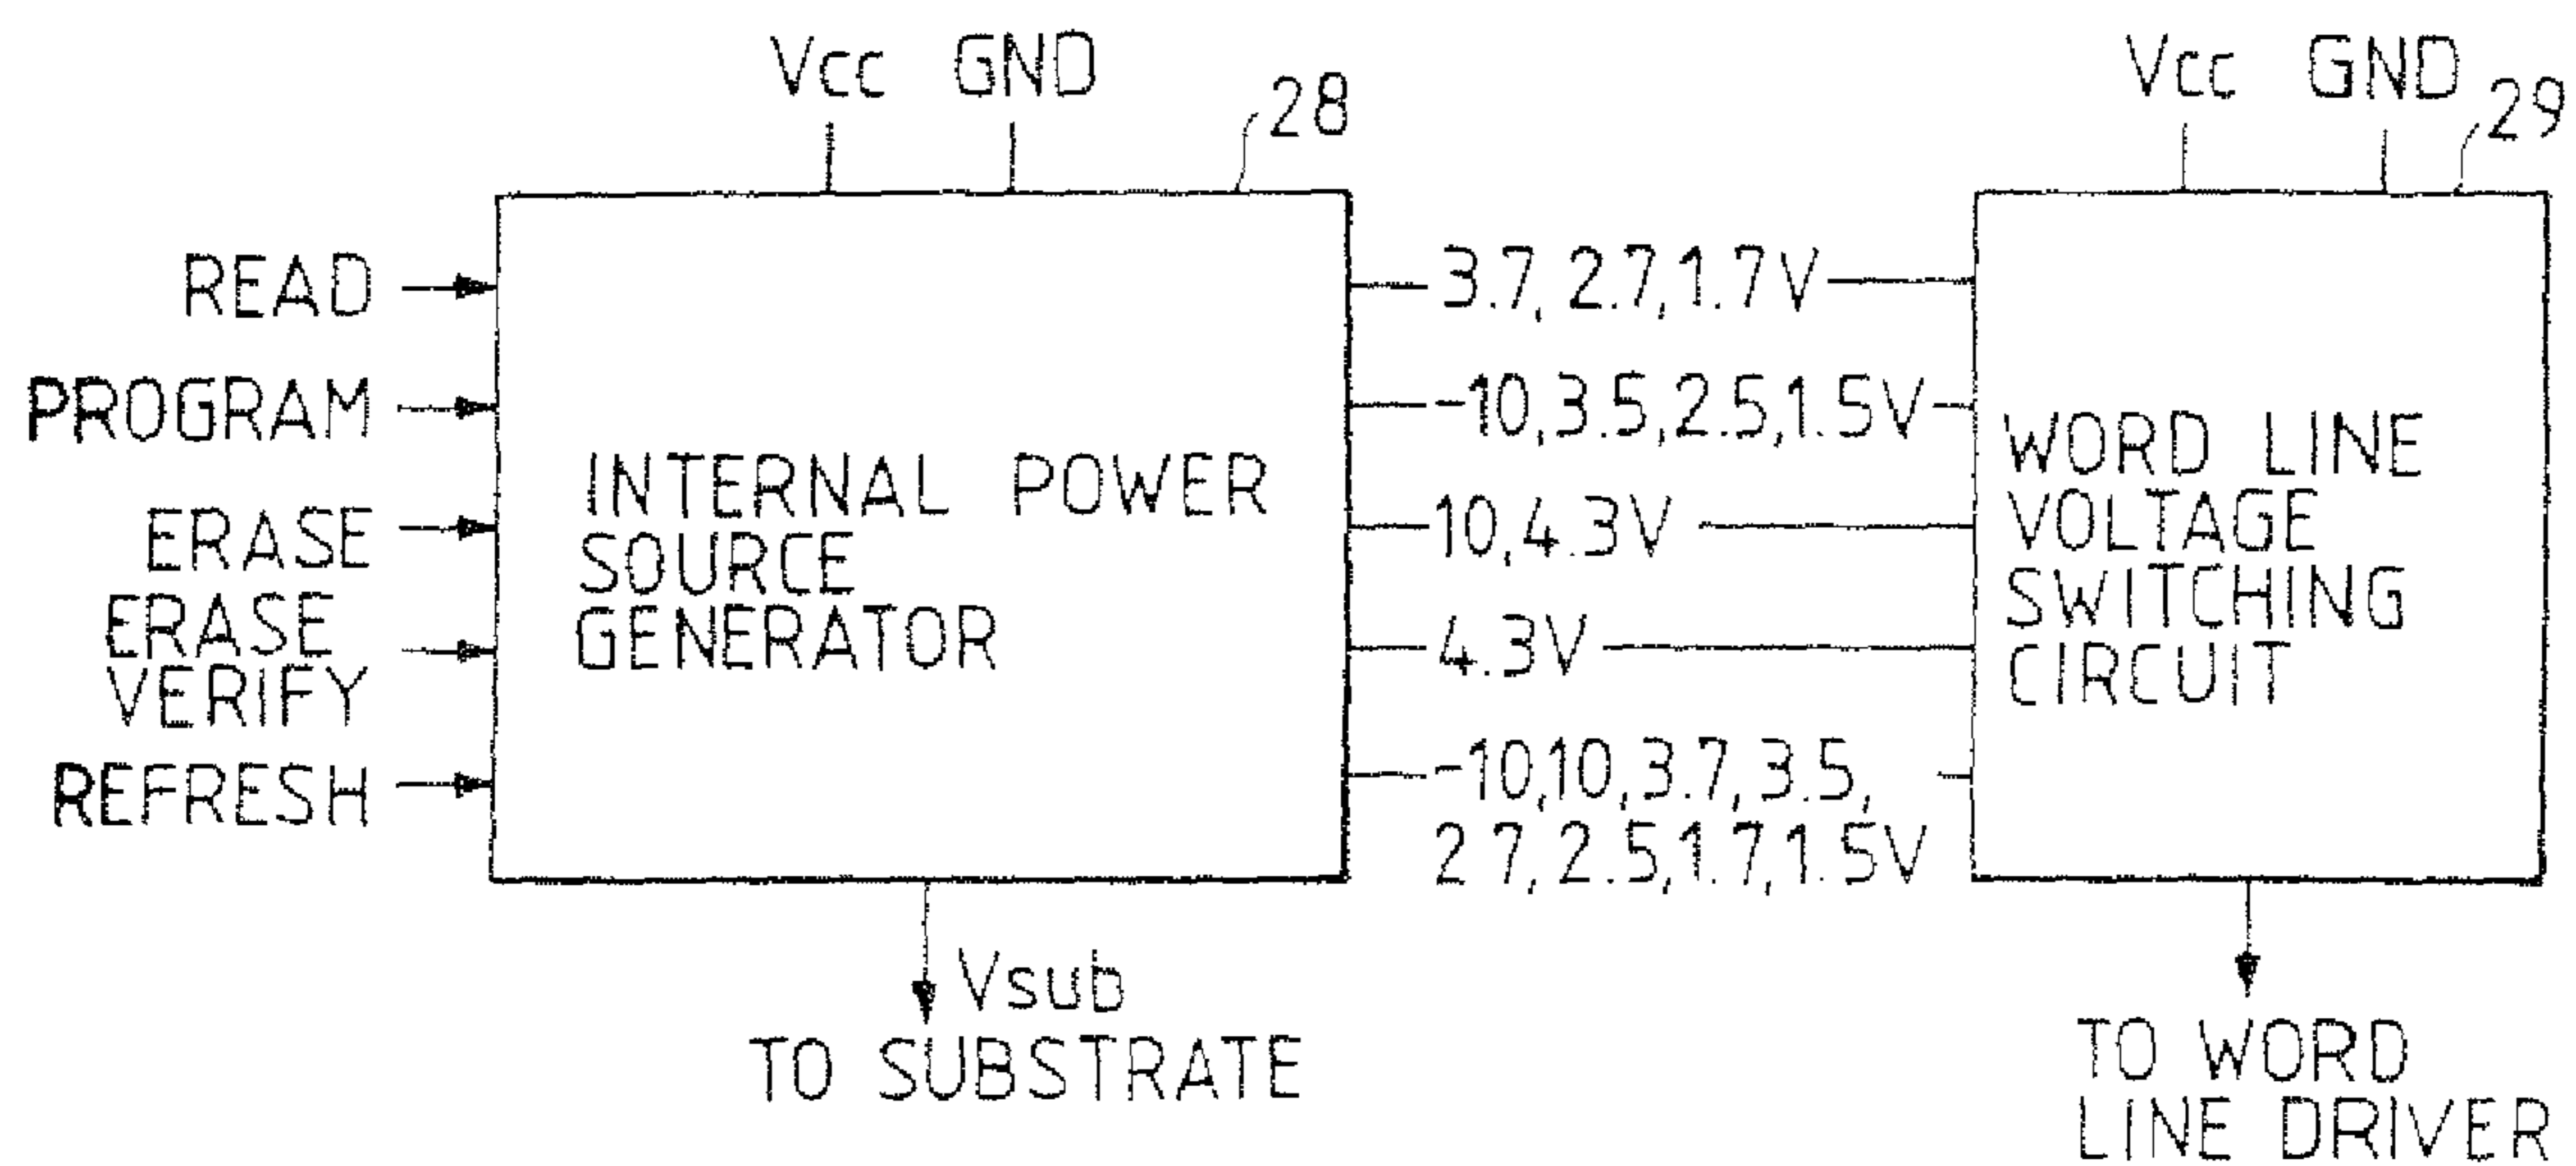 Vcc GND
28
Vcc GND
29
READ
PROGRAM
ERASE
ERASE
VERIFY
REFRESH
INTERNAL POWER
SOURCE
GENERATOR
3.7, 2.7, 1.7V
-10, 3.5, 2.5, 1.5V
10, 4.3V
4.3V
-10, 10, 3.7, 3.5,
2 7, 2.5, 1.7, 1.5V
WORD LINE
VOLTAGE
SWITCHING
CIRCUIT
Vsub
TO SUBSTRATE
TO WORD
LINE DRIVER